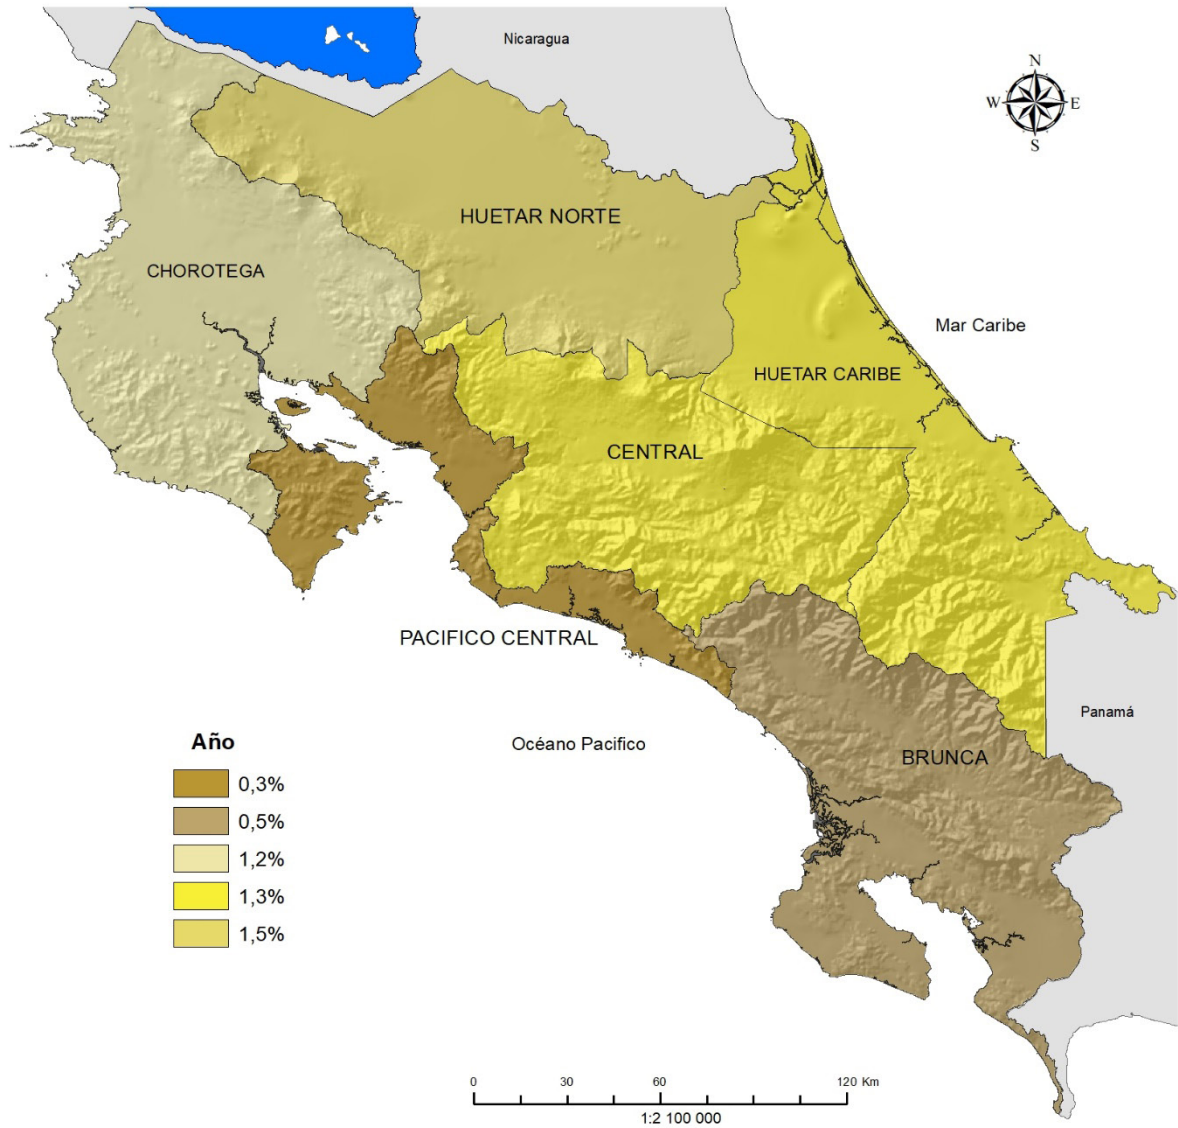 Nicaragua
N
W
E
S
HUETAR NORTE
CHOROTEGA
Mar Caribe
HUETAR CARIBE
CENTRAL
PACIFICO CENTRAL
Panamá
Océano Pacifico
BRUNCA
Año
0,3%
0,5%
1,2%
1,3%
1,5%
0 30 60 120 Km
1:2 100 000